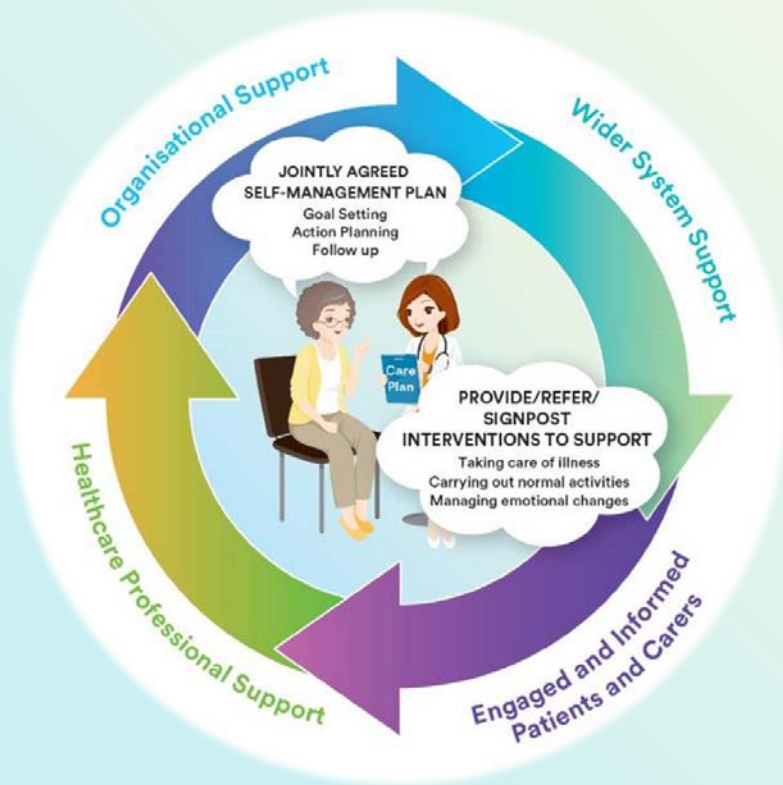 Organisational Support
Wider System Support
JOINTLY AGREED
SELF-MANAGEMENT PLAN
Goal Setting
Action Planning
Follow up
Care
Plan
PROVIDE/REFER/
SIGNPOST
INTERVENTIONS TO SUPPORT
Taking care of illness
Carrying out normal activities
Managing emotional changes
Healthcare Professional Support
Engaged and Informed
Patients and Carers